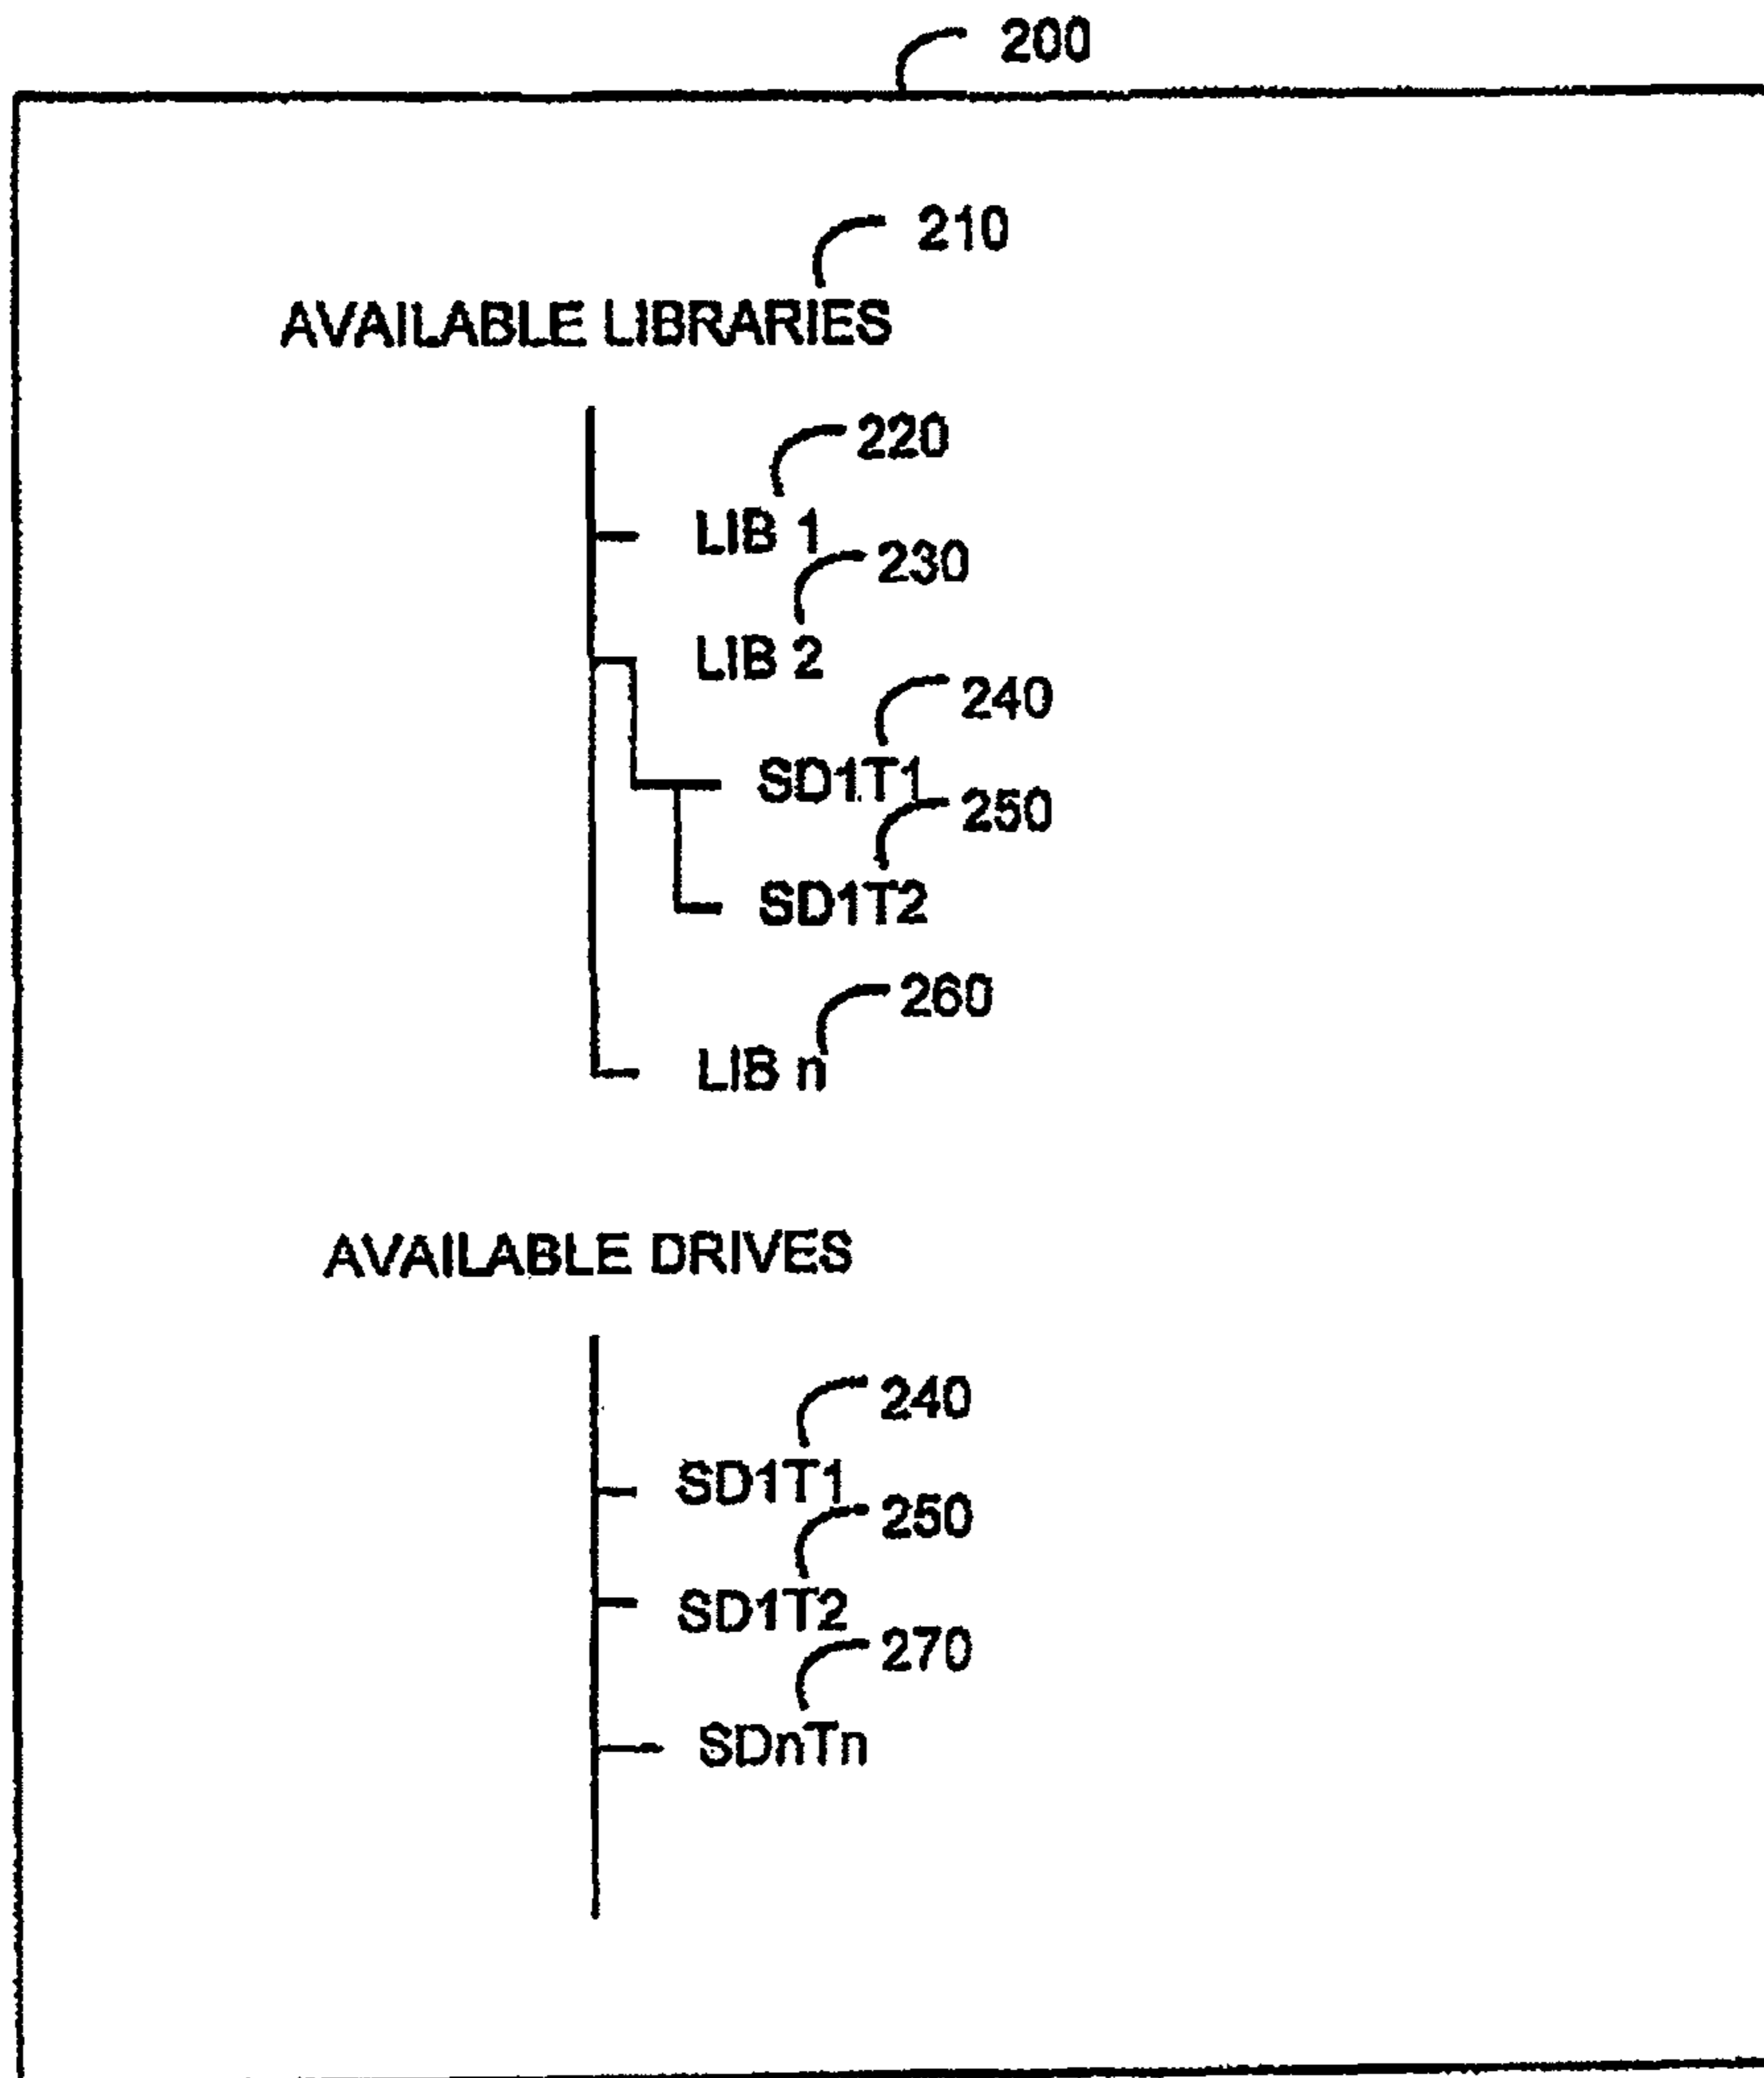 200
210
AVAILABLE LIBRARIES
220
LIB 1
230
LIB 2
240
SD1T1
250
SD1T2
260
LIB n
AVAILABLE DRIVES
240
SD1T1
250
SD1T2
270
SDnTn